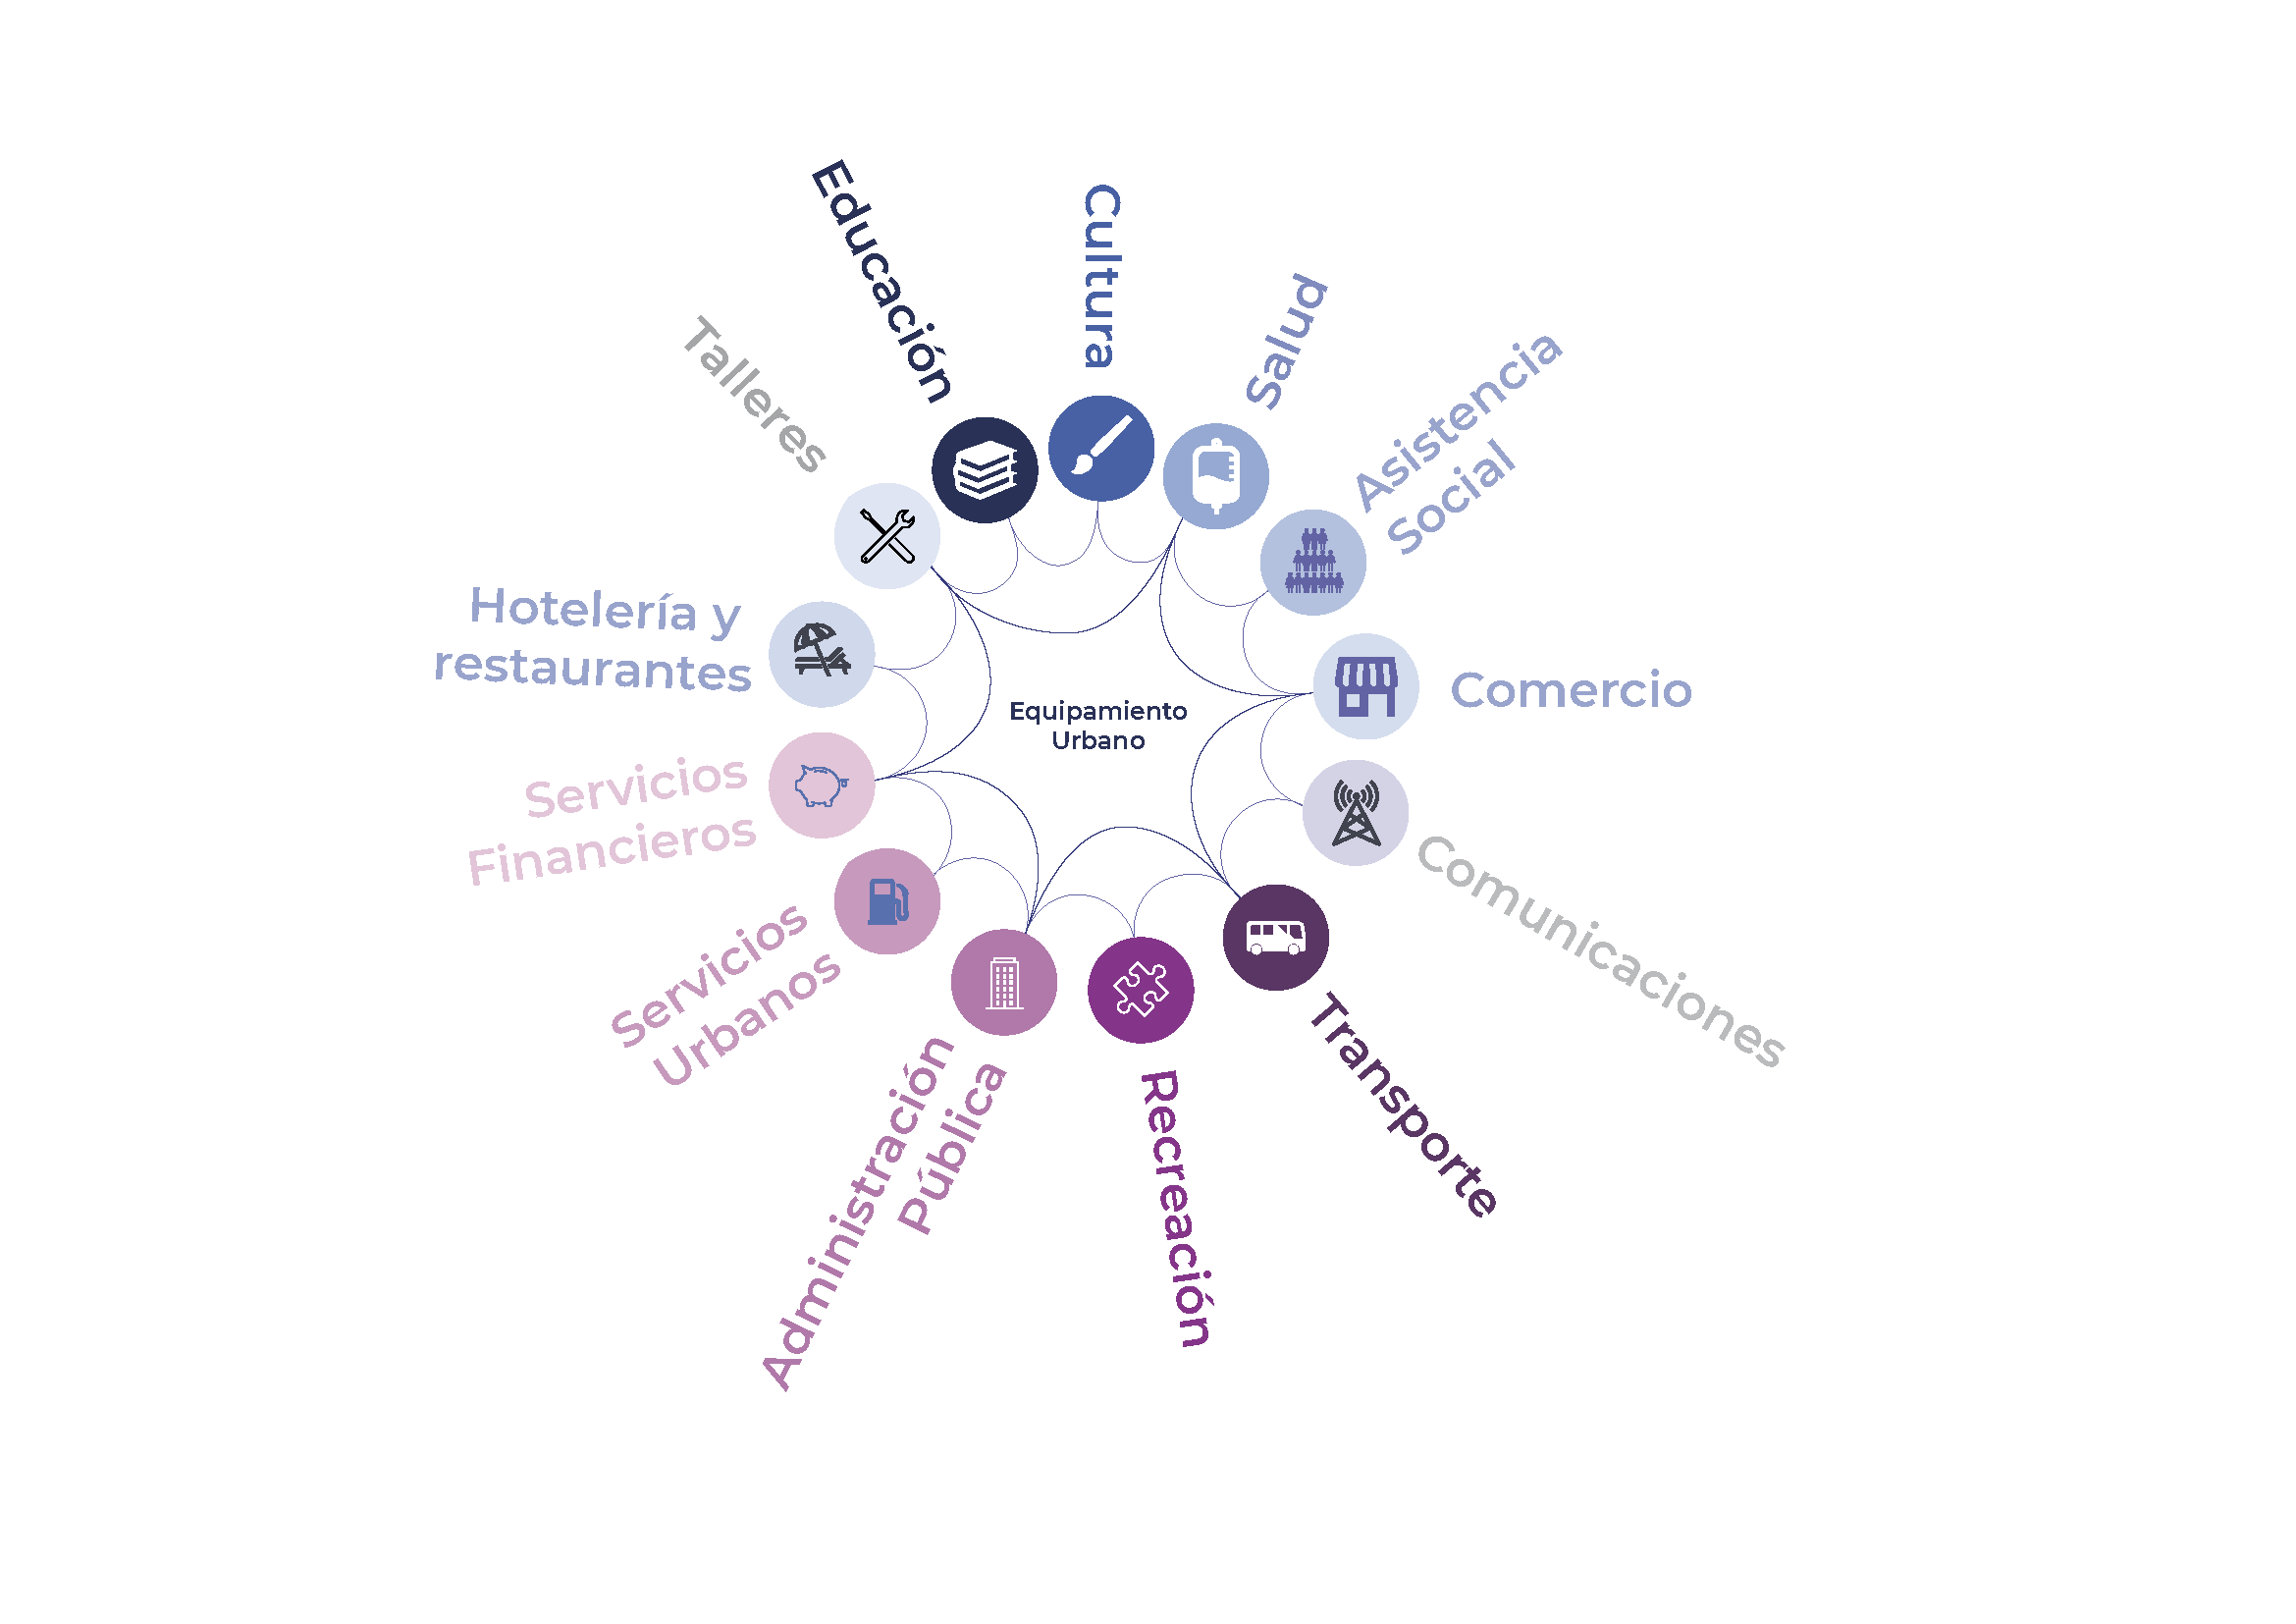 Educación
Cultura
Salud
Asistencia
Social
Comercio
Comunicaciones
Transporte
Recreación
Administración
Pública
Servicios
Urbanos
Servicios
Financieros
Hotelería y
restaurantes
Talleres
Equipamiento
Urbano